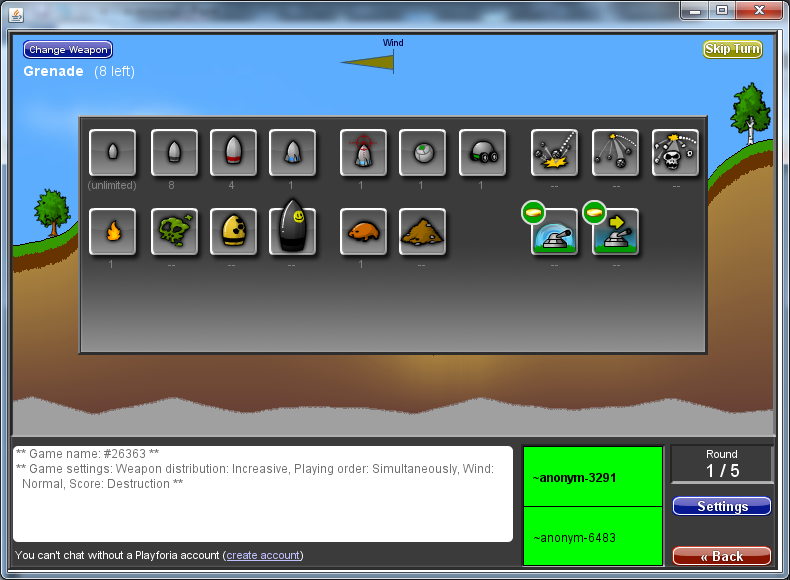 Wind
Change Weapon
Skip Turn
Grenade (8 left)
(unlimited) 8 4 1 1 1 1 -- -- --
1 -- -- -- 1 -- -- --
** Game name: #26363 **
** Game settings: Weapon distribution: Increasive, Playing order: Simultaneously, Wind:
Normal, Score: Destruction **
You can't chat without a Playforia account (create account)
~anonym-3291
~anonym-6483
Round
1 / 5
Settings
« Back